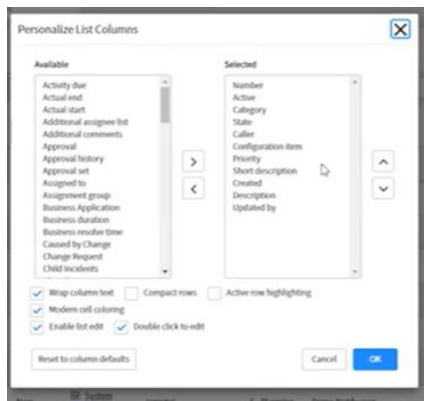 Personalize List Columns
Available
Activity due
Actual end
Actual start
Additional assignee list
Additional comments
Approval
Approval history
Approval set
Assigned to
Assignment group
Business Application
Business duration
Business resolve time
Caused by Change
Change Request
Child Incidents
Selected
Number
Active
Category
State
Caller
Configuration item
Priority
Short description
Created
Description
Updated by
Wrap column text Compact rows Active row highlighting
Modern cell coloring
Enable list edit Double click to edit
Reset to column defaults Cancel OK
System